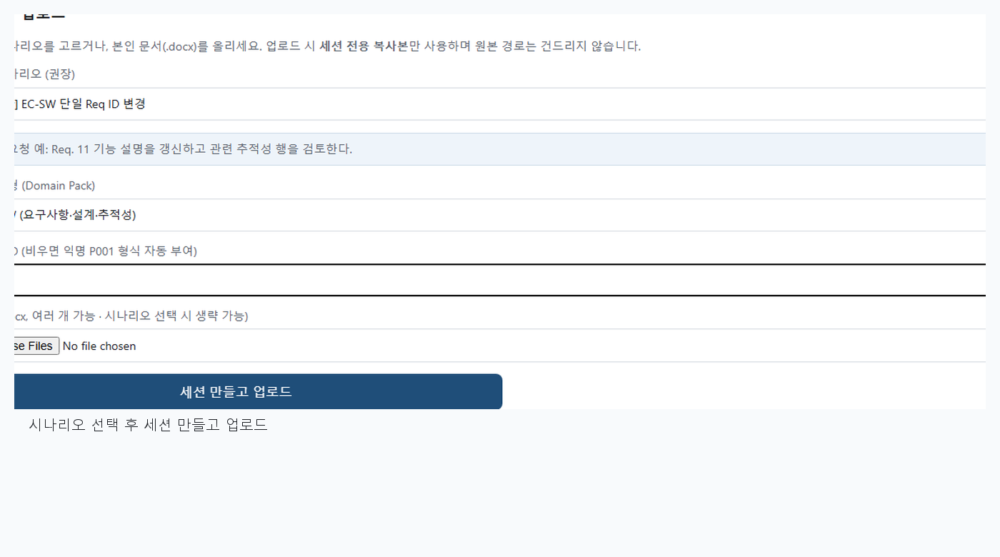 업로드
나리오를 고르거나, 본인 문서(.docx)를 올리세요. 업로드 시 세션 전용 복사본만 사용하며 원본 경로는 건드리지 않습니다.
나리오 (권장)
] EC-SW 단일 Req ID 변경
요청 예: Req. 11 기능 설명을 갱신하고 관련 추적성 행을 검토한다.
(Domain Pack)
(요구사항·설계·추적성)
(비우면 익명 P001 형식 자동 부여)
cx, 여러 개 가능 · 시나리오 선택 시 생략 가능)
se Files No file chosen
세션 만들고 업로드
시나리오 선택 후 세션 만들고 업로드